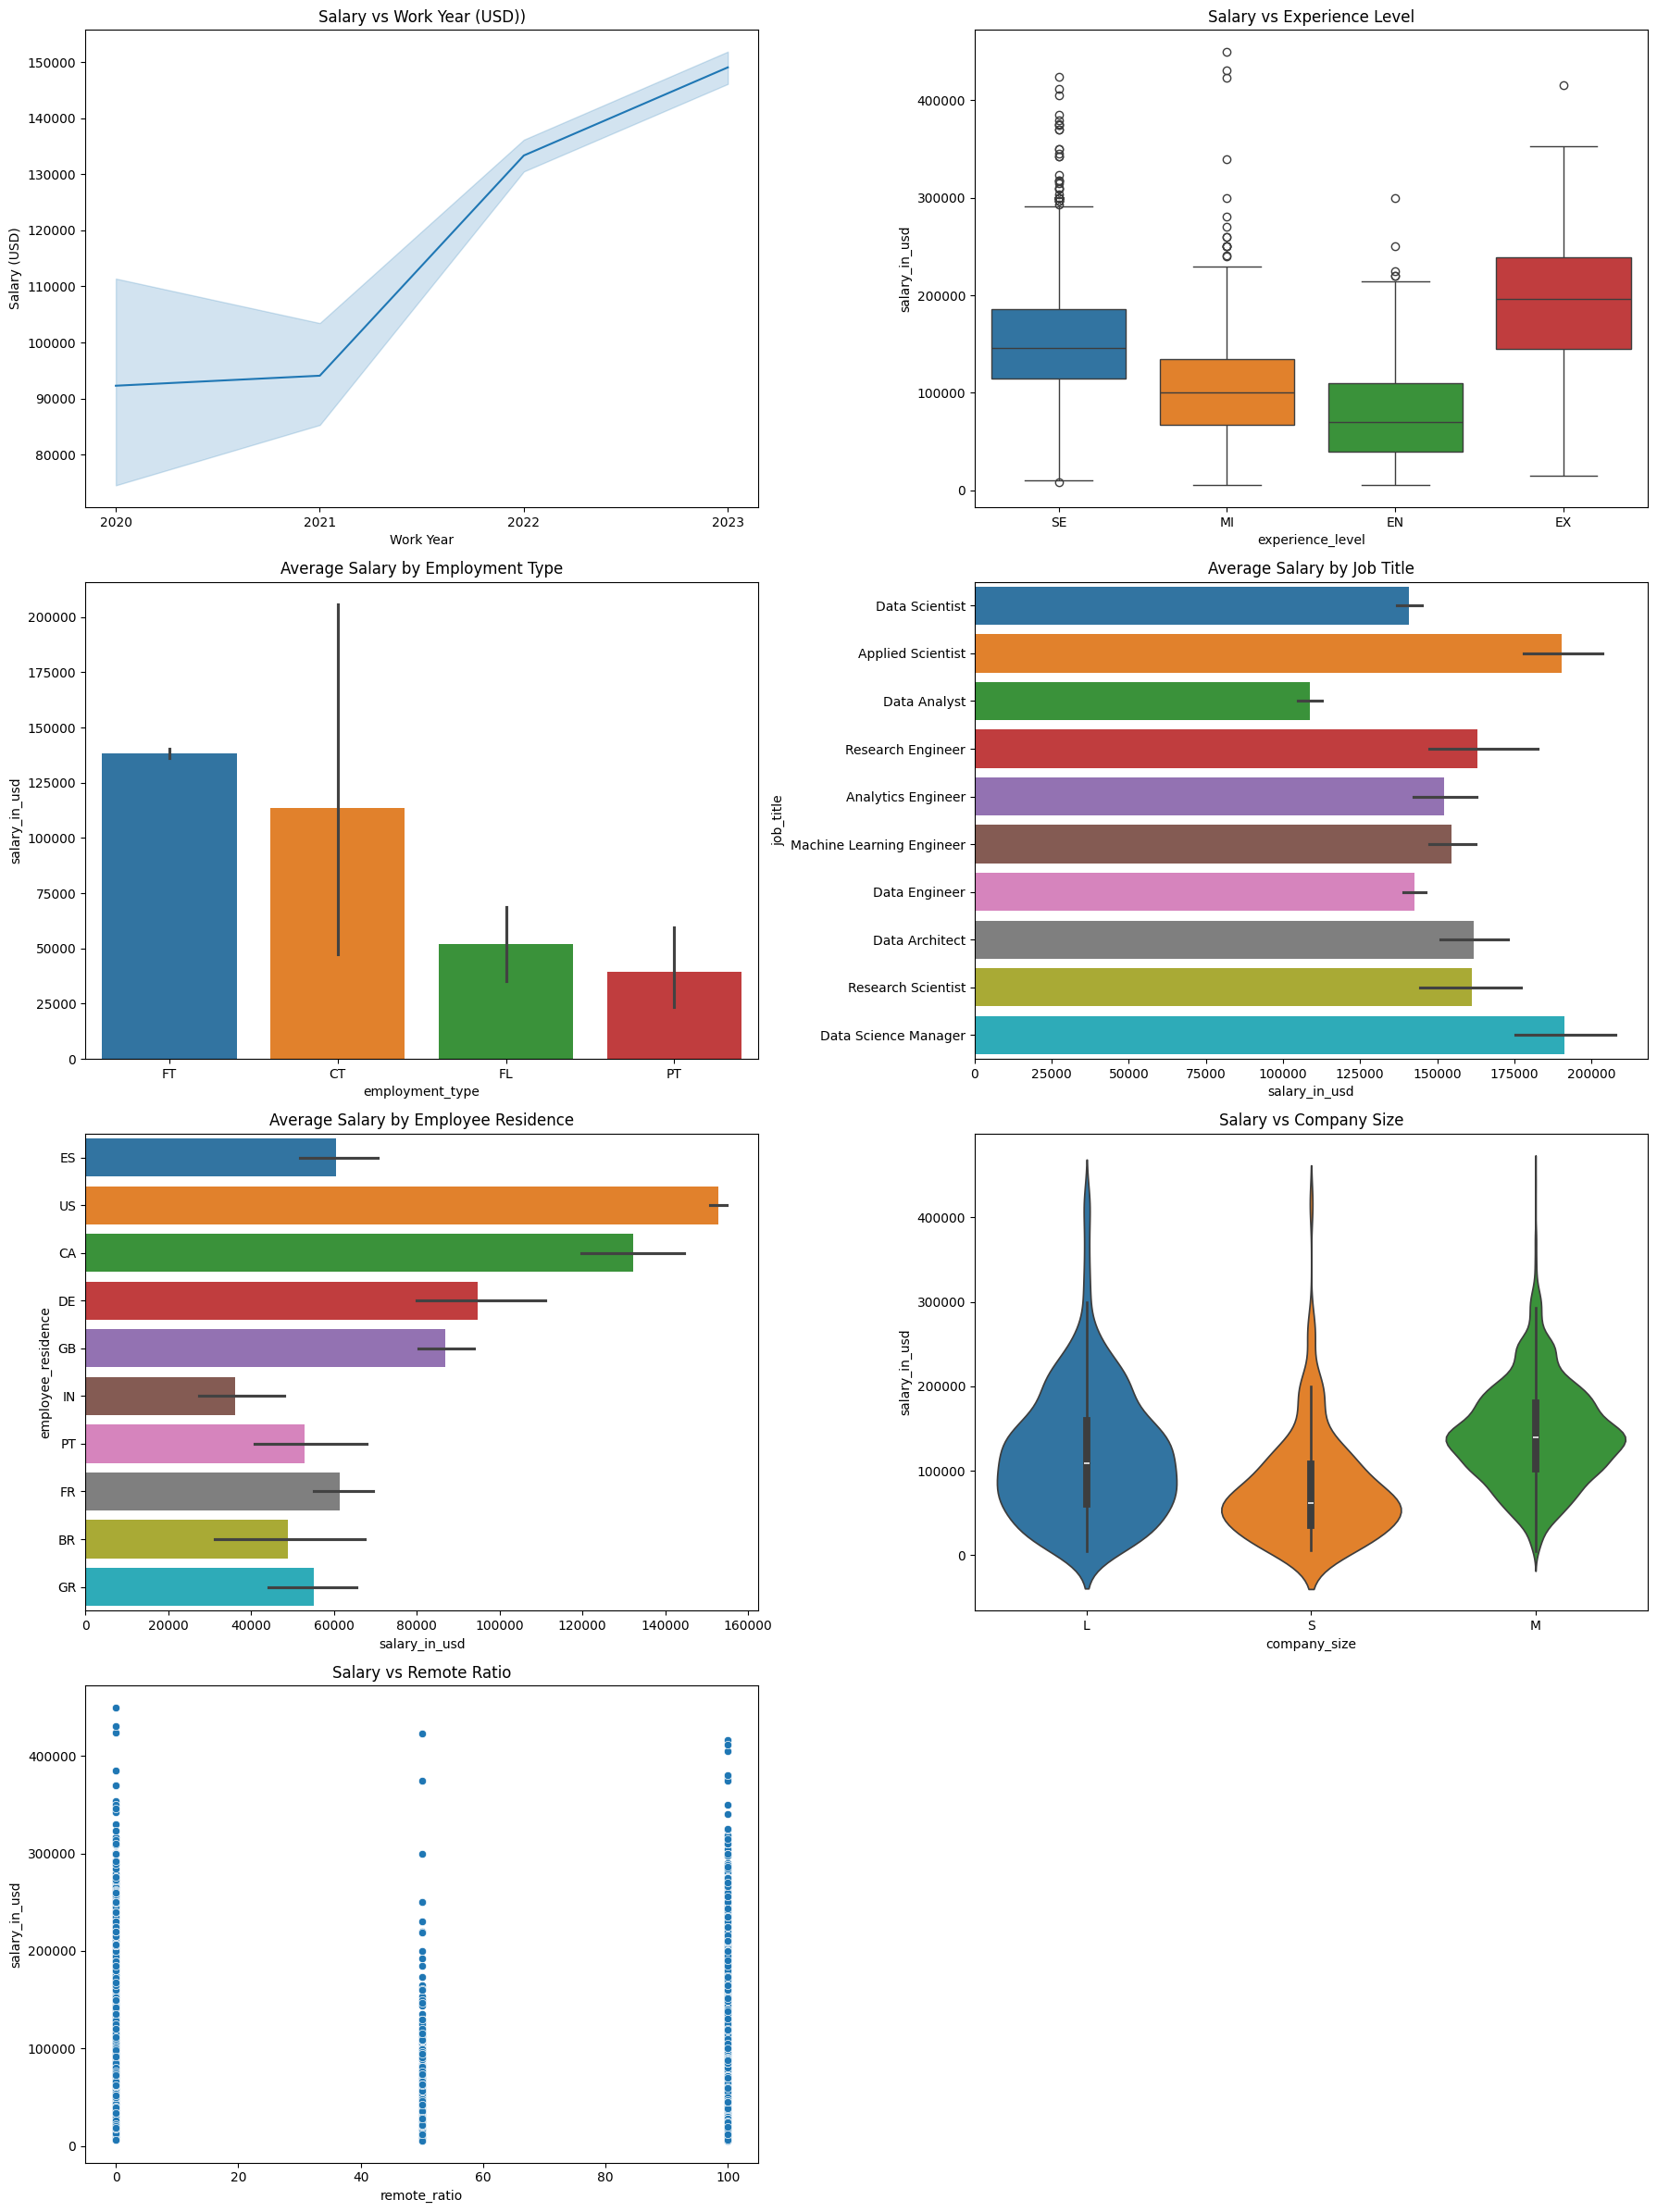 Salary vs Work Year (USD))
150000
140000
130000
120000
110000
100000
90000
80000
Salary (USD)
2020 2021 2022 2023
Work Year
Salary vs Experience Level
400000
300000
200000
100000
0
salary_in_usd
SE MI EN EX
experience_level
Average Salary by Employment Type
200000
175000
150000
125000
100000
75000
50000
25000
0
salary_in_usd
FT CT FL PT
employment_type
Average Salary by Job Title
job_title
Data Scientist
Applied Scientist
Data Analyst
Research Engineer
Analytics Engineer
Machine Learning Engineer
Data Engineer
Data Architect
Research Scientist
Data Science Manager
0 25000 50000 75000 100000 125000 150000 175000 200000
salary_in_usd
Average Salary by Employee Residence
employee_residence
ES
US
CA
DE
GB
IN
PT
FR
BR
GR
0 20000 40000 60000 80000 100000 120000 140000 160000
salary_in_usd
Salary vs Company Size
400000
300000
200000
100000
0
salary_in_usd
L S M
company_size
Salary vs Remote Ratio
400000
300000
200000
100000
0
salary_in_usd
0 20 40 60 80 100
remote_ratio